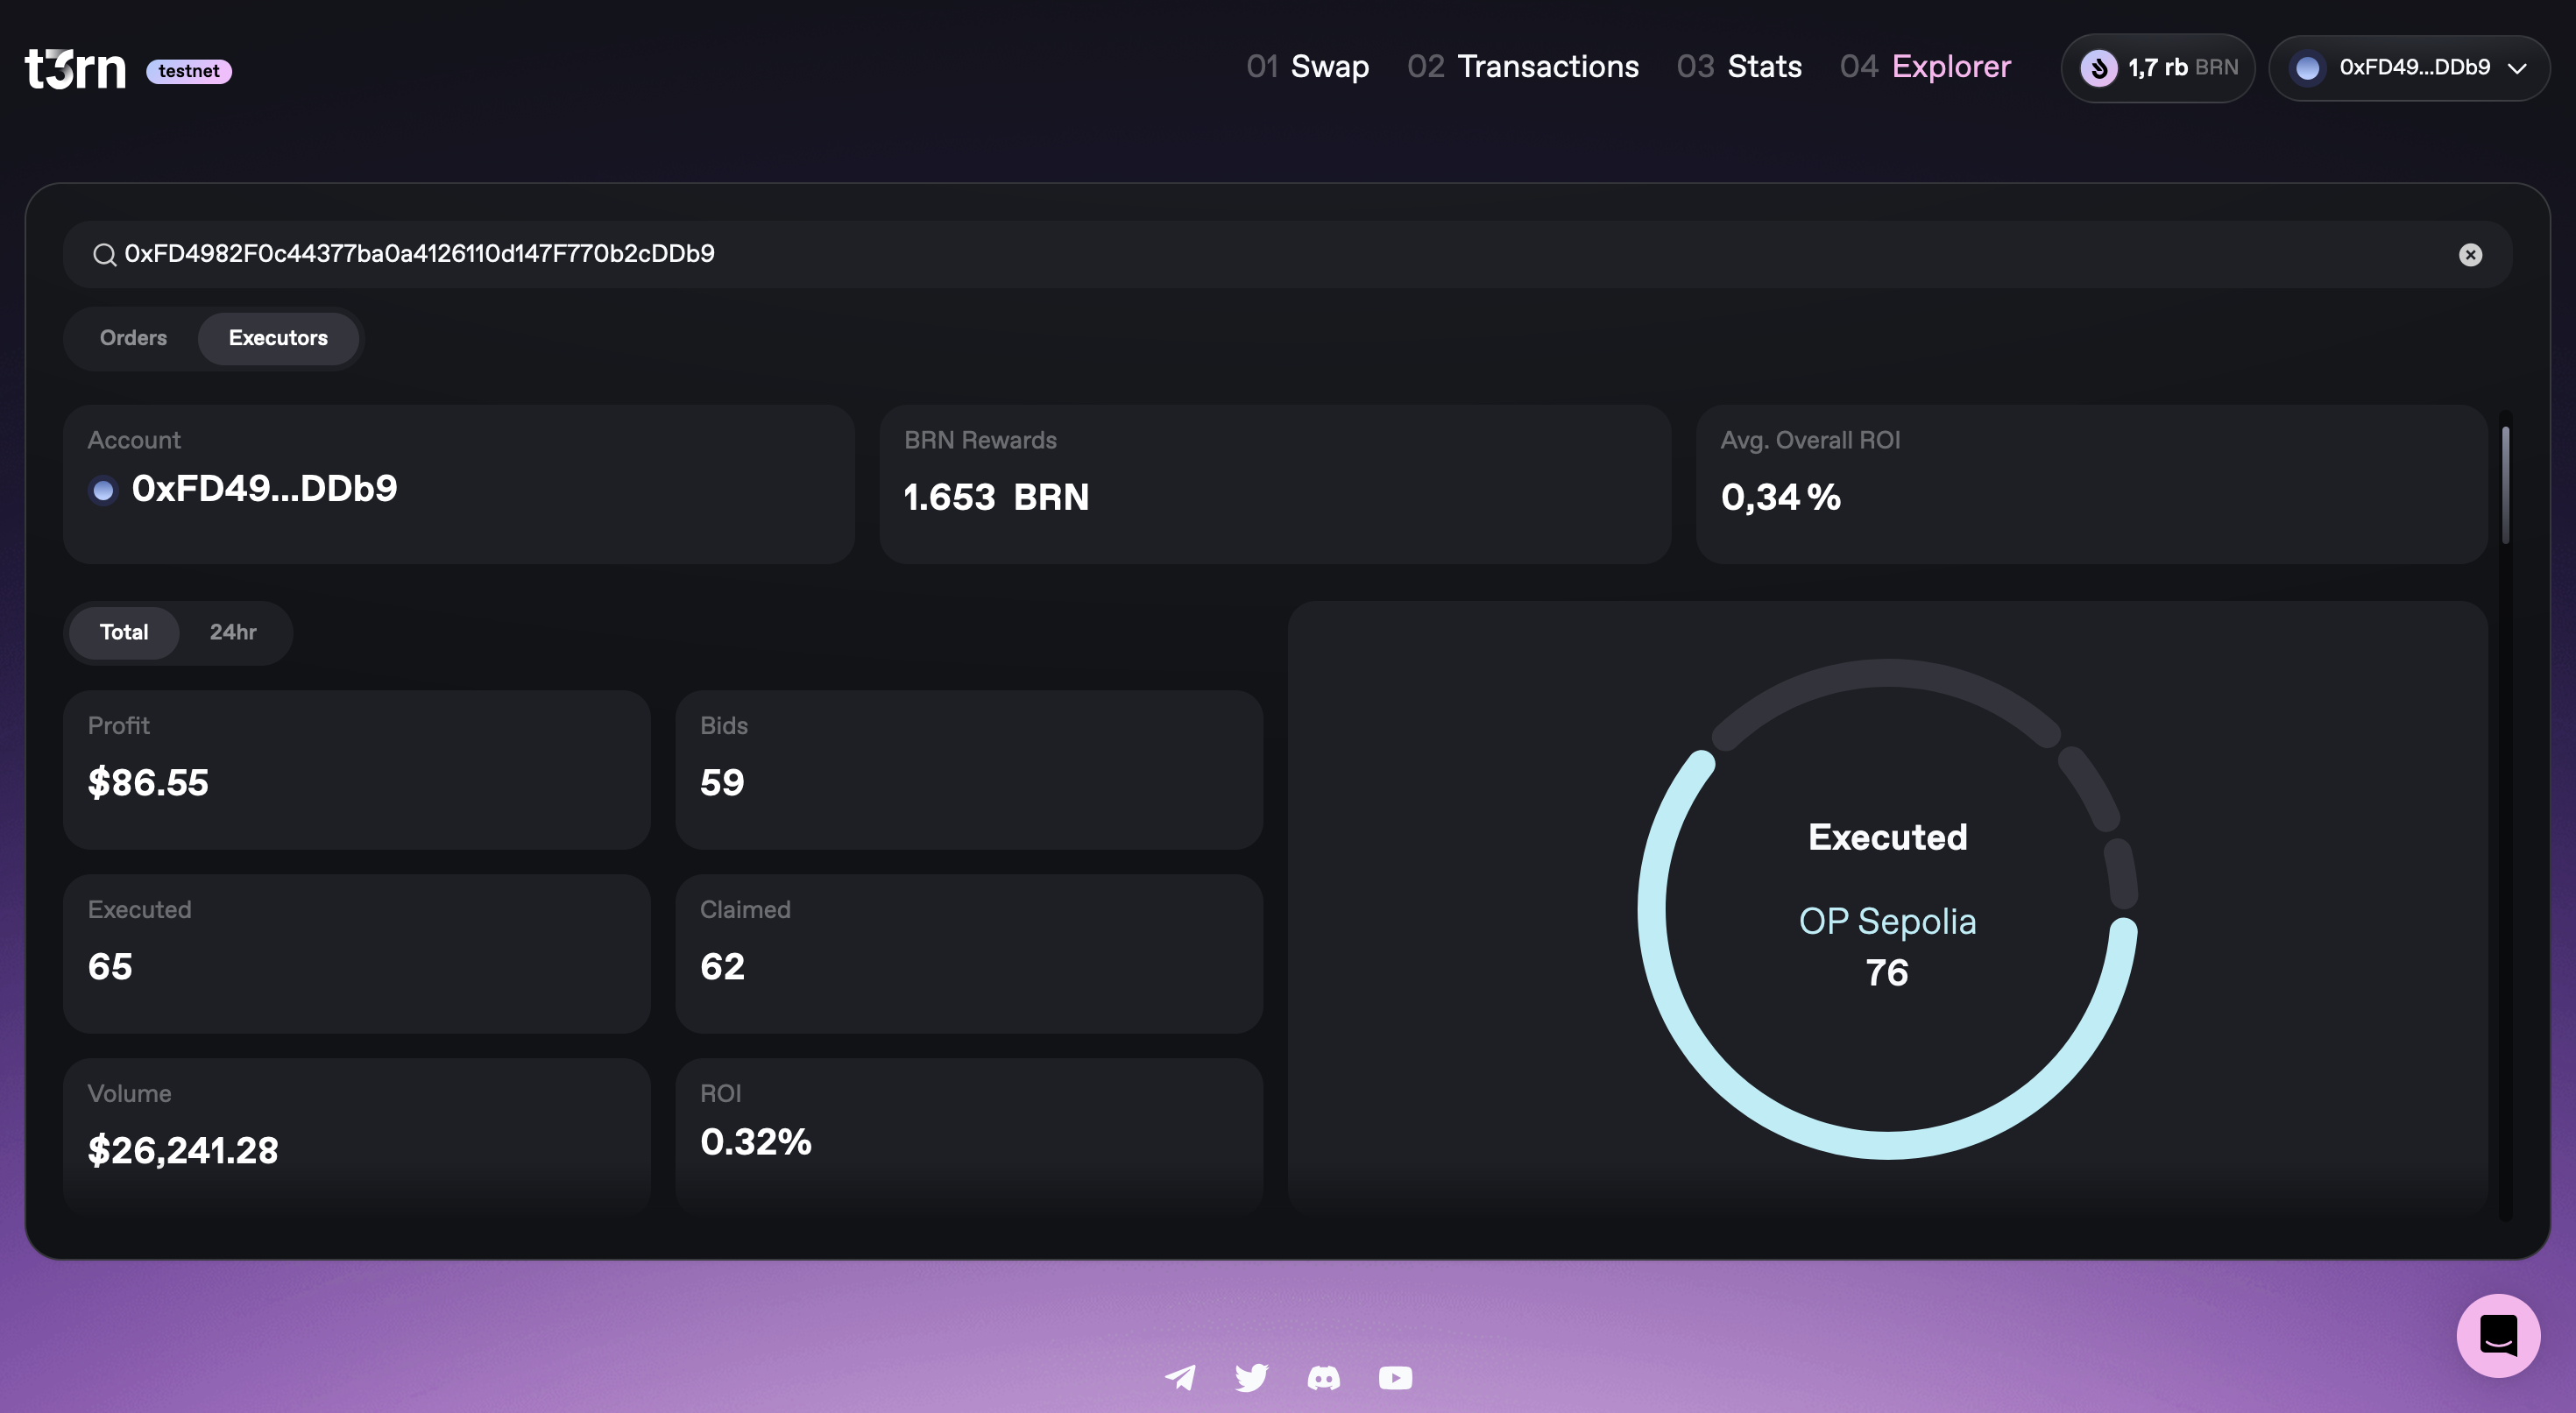 t3rn testnet 01 Swap 02 Transactions 03 Stats 04 Explorer 1,7 rb BRN 0xFD49...DDb9
0xFD4982F0c44377ba0a4126110d147F770b2cDDb9
Orders Executors
Account
0xFD49...DDb9
BRN Rewards
1.653 BRN
Avg. Overall ROI
0,34 %
Total 24hr
Profit
$86.55
Bids
59
Executed
65
Claimed
62
Volume
$26,241.28
ROI
0.32%
Executed
OP Sepolia
76